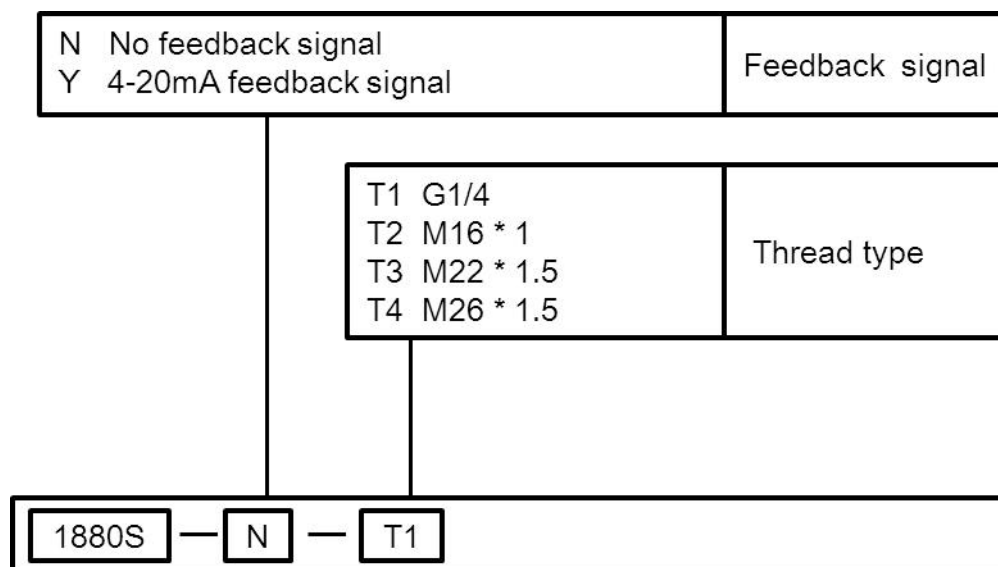 N No feedback signal
Y 4-20mA feedback signal
Feedback signal
T1 G1/4
T2 M16 * 1
T3 M22 * 1.5
T4 M26 * 1.5
Thread type
1880S — N — T1